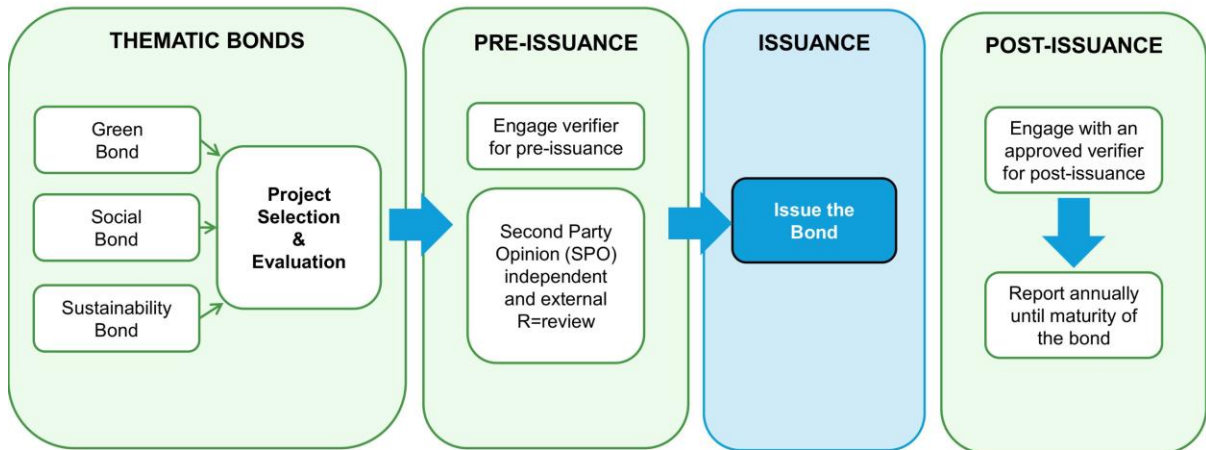 THEMATIC BONDS
Green
Bond
Social
Bond
Sustainability
Bond
Project
Selection
&
Evaluation
PRE-ISSUANCE
Engage verifier
for pre-issuance
Second Party
Opinion (SPO)
independent
and external
R=review
ISSUANCE
Issue the
Bond
POST-ISSUANCE
Engage with an
approved verifier
for post-issuance
Report annually
until maturity of
the bond